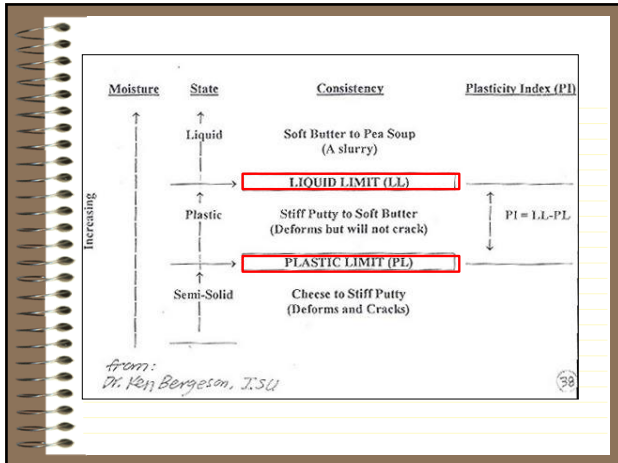 Moisture State Consistency Plasticity Index (PI)
Liquid Soft Butter to Pea Soup
(A slurry)
LIQUID LIMIT (LL)
Increasing
Plastic Stiff Putty to Soft Butter PI = LL-PL
(Deforms but will not crack)
PLASTIC LIMIT (PL)
Semi-Solid Cheese to Stiff Putty
(Deforms and Cracks)
from:
Dr. Ken Bergeson, ISU
38